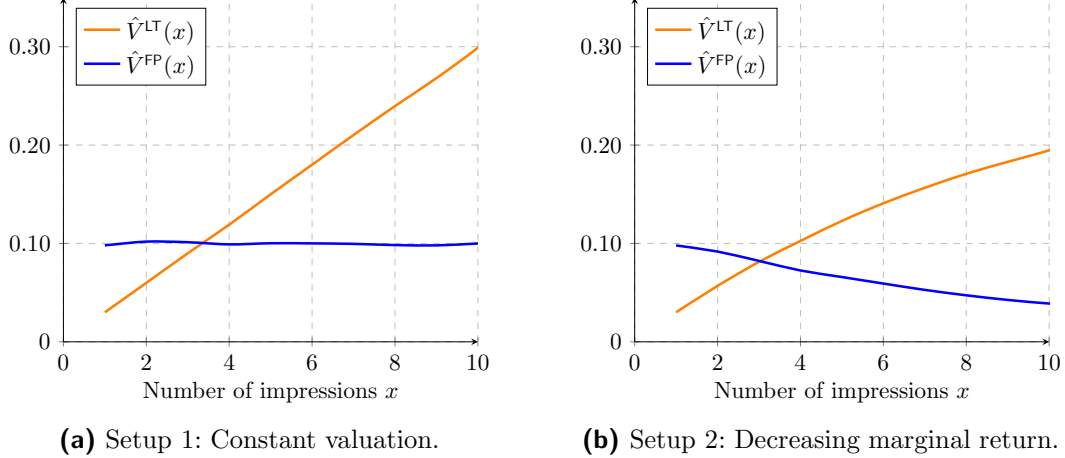 0.30
0.20
0.10
0
0 2 4 6 8 10
V̂^LT(x)
V̂^FP(x)
Number of impressions x
(a) Setup 1: Constant valuation.
0.30
0.20
0.10
0
0 2 4 6 8 10
V̂^LT(x)
V̂^FP(x)
Number of impressions x
(b) Setup 2: Decreasing marginal return.